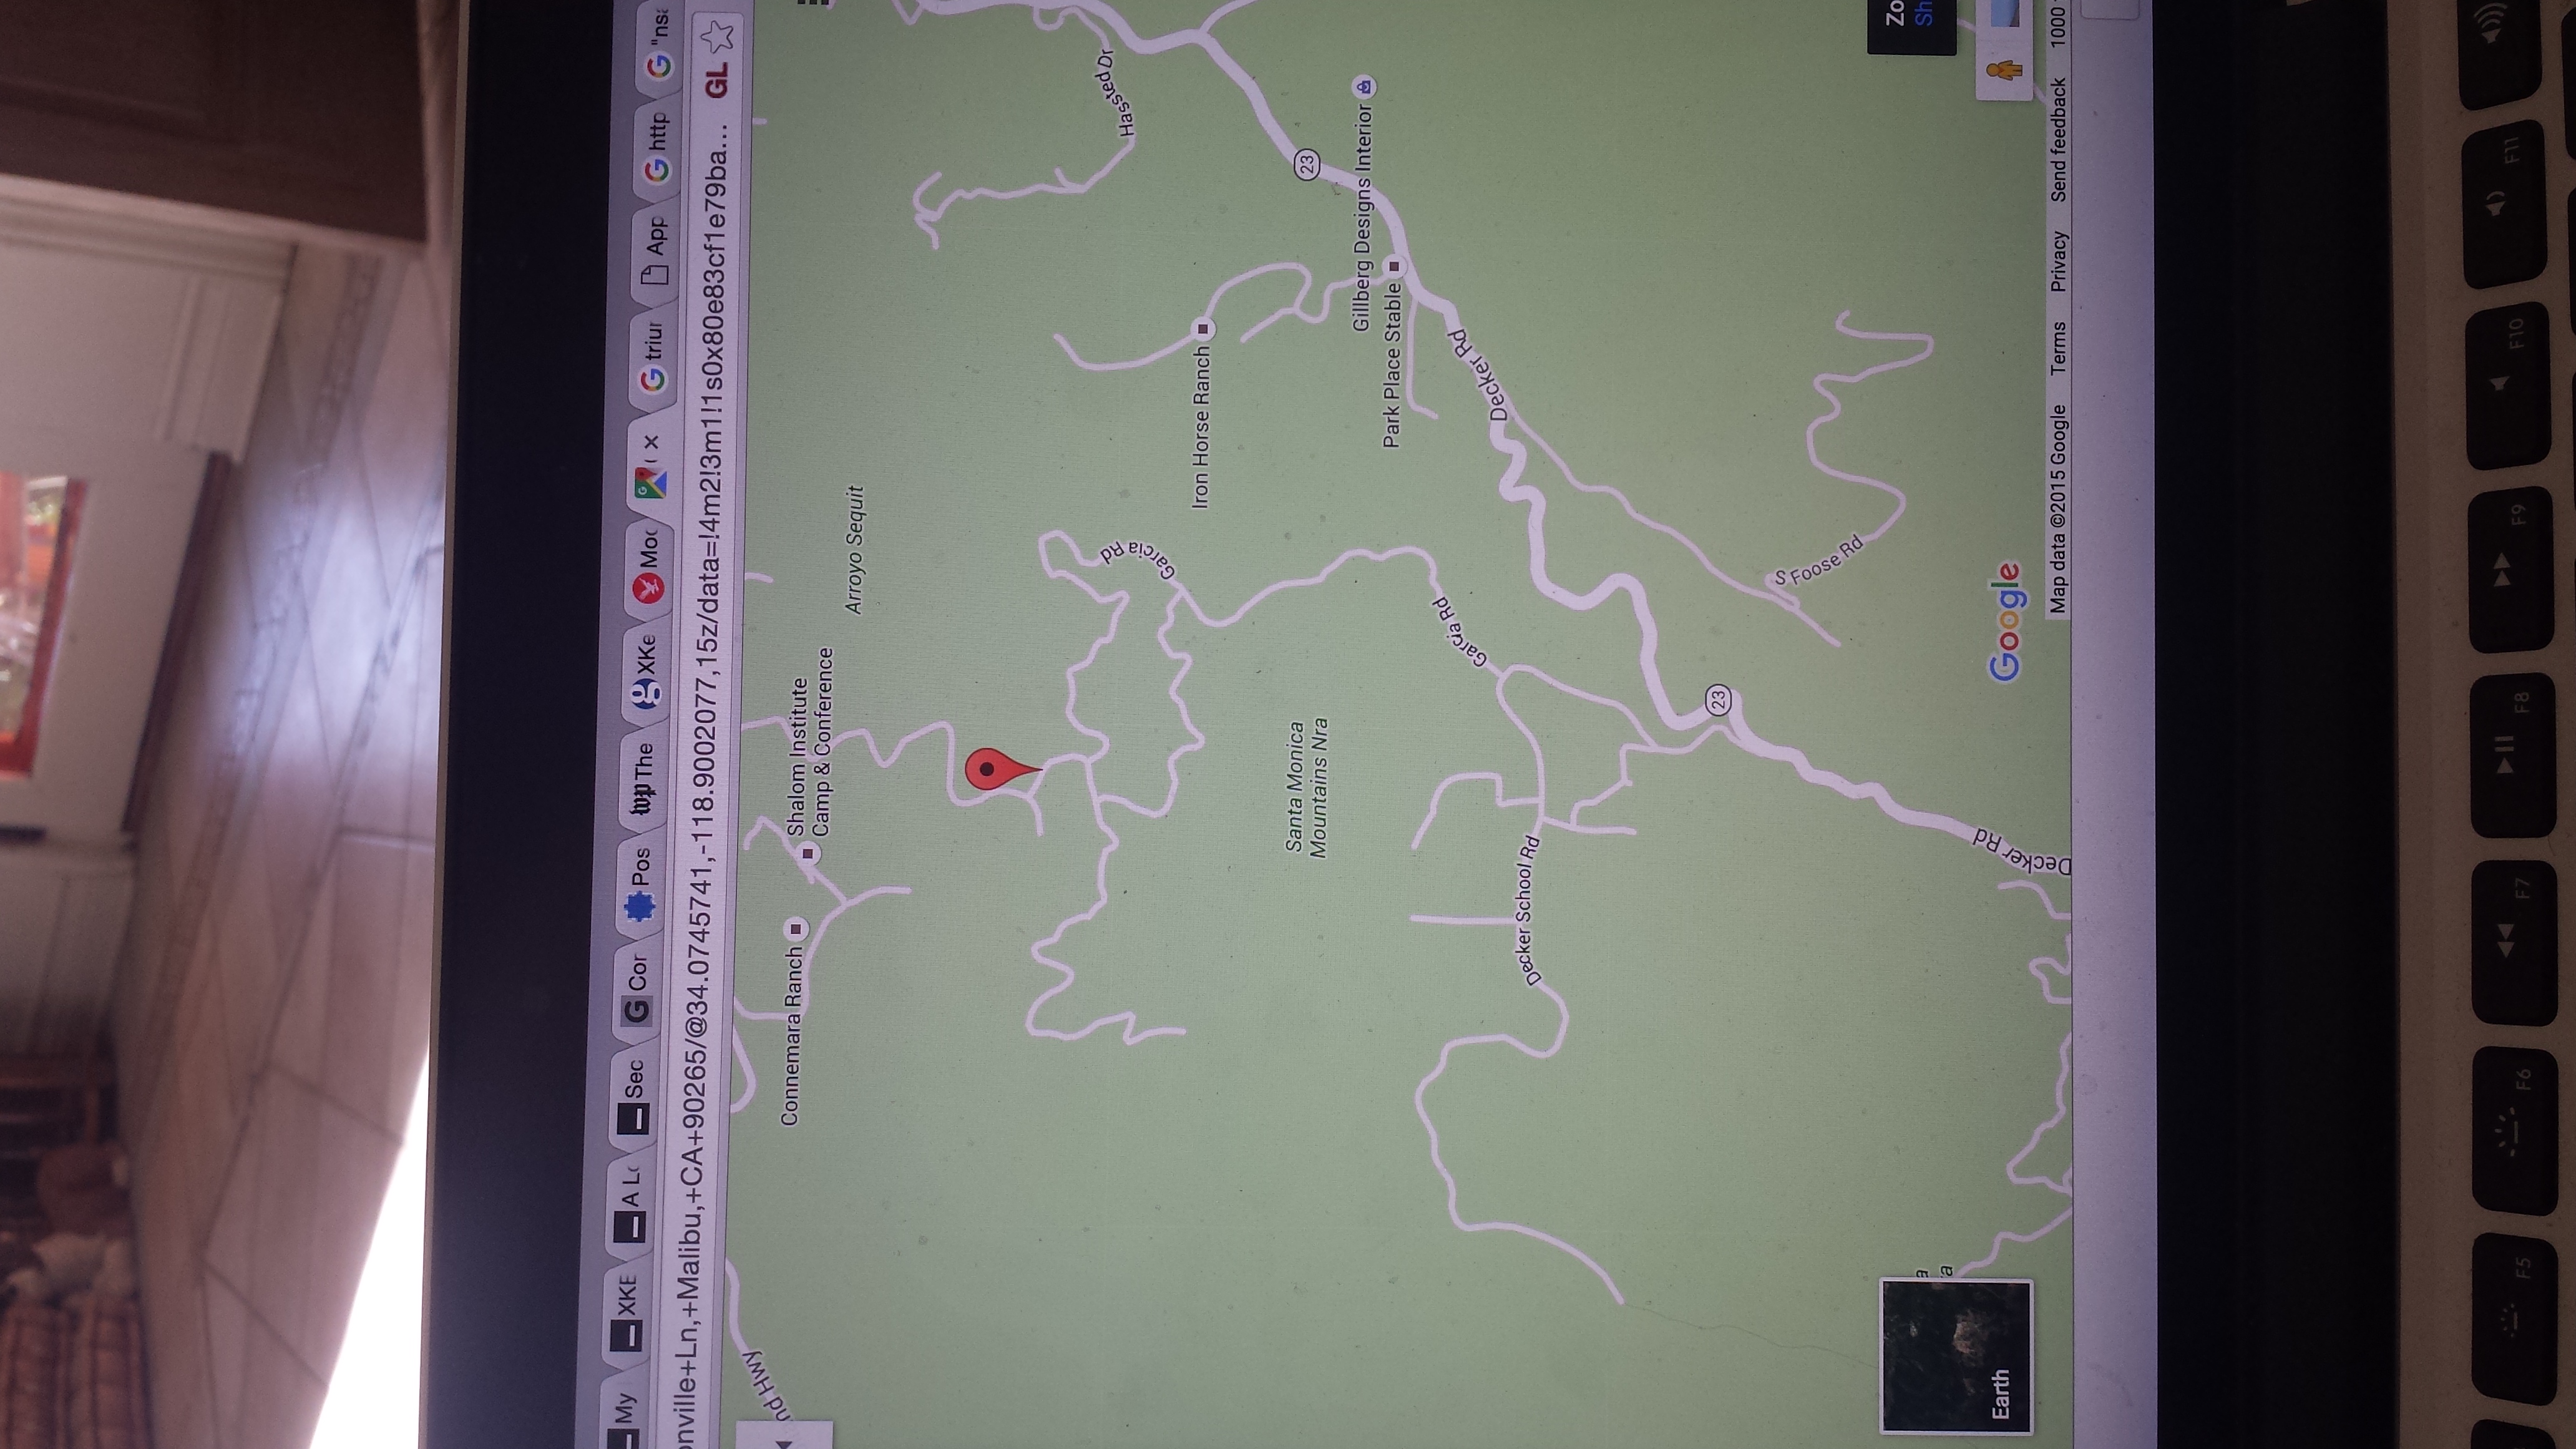 My
XKE
A Lo
Sec
G Cor
Pos
wp The
g XKe
Moc
×
G triur
App
G http
G "nsa
onville+Ln,+Malibu,+CA+90265/@34.0745741,-118.9002077,15z/data=!4m2!3m1!1s0x80e83cf1e79ba...
GL
nd Hwy
Connemara Ranch
Shalom Institute
Camp & Conference
Arroyo Sequit
Garcia Rd
Hassted Dr
Iron Horse Ranch
Santa Monica
Mountains Nra
23
Gillberg Designs Interior
Park Place Stable
Garcia Rd
Decker Rd
Decker School Rd
23
S Foose Rd
Zo
Sh
a
a
Earth
Decker Rd
Google
Map data ©2015 Google
Terms
Privacy
Send feedback
1000
F5
F6
F7
F8
F9
F10
F11